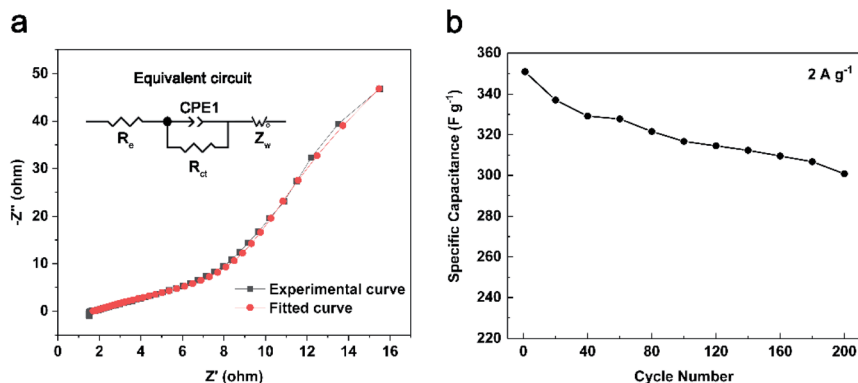 a
Equivalent circuit
CPE1
Re
Rct
Zw
50
40
30
20
10
0
-Z'' (ohm)
Experimental curve
Fitted curve
0 2 4 6 8 10 12 14 16
Z' (ohm)
b
2 A g-1
360
340
320
300
280
260
240
220
Specific Capacitance (F g-1)
0 40 80 120 160 200
Cycle Number